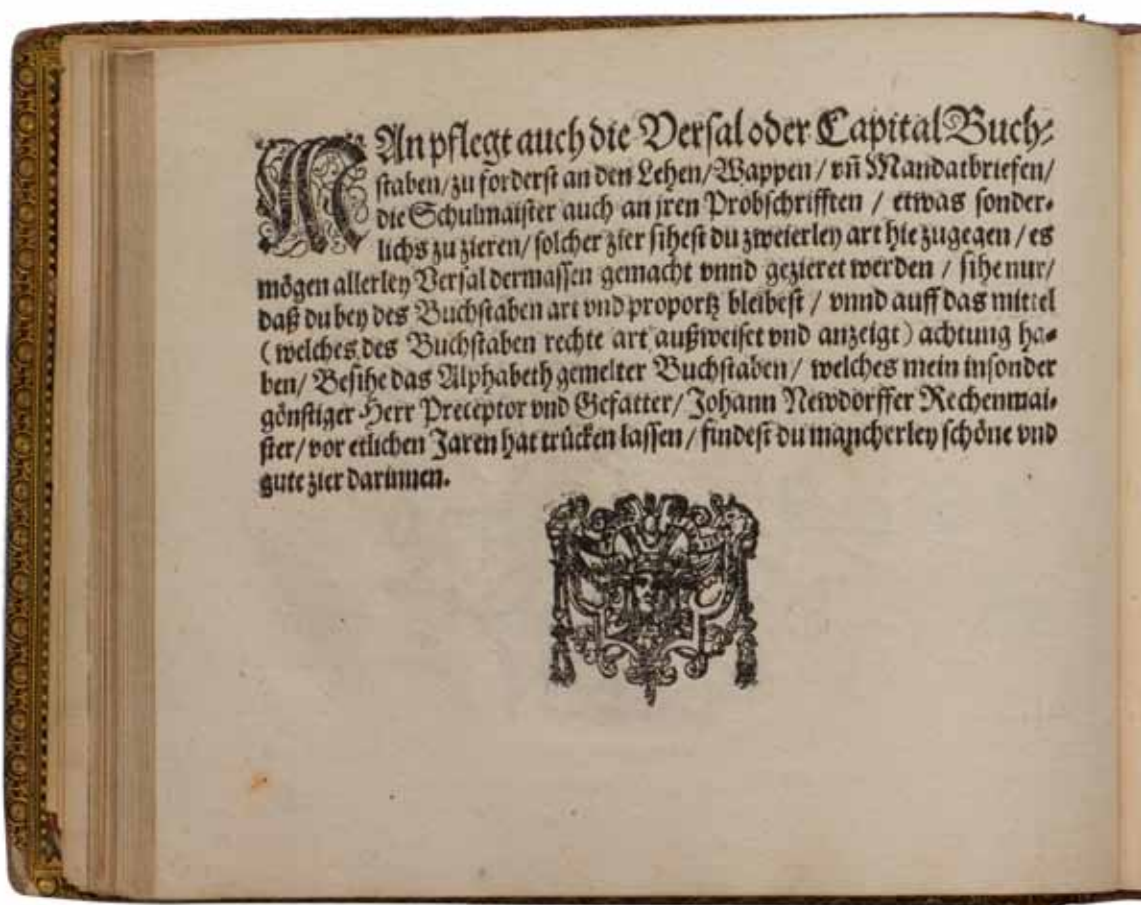 MAn pflegt auch die Versal oder Capital Buch⸗
staben/ zu forderst an den Lehen/ Wappen / vñ Mandatbriefen/
die Schulmaister auch an jren Probschrifften / etwas sonder⸗
lichs zu zieren/ solcher zier sihest du zweierley art hie zugegen / es
mögen allerley Versal dermassen gemacht vnnd gezieret werden / sihe nur/
daß du bey des Buchstaben art vnd proportz bleibest / vnnd auff das mittel
( welches des Buchstaben rechte art außweiset vnd anzeigt ) achtung ha⸗
ben/ Besihe das Alphabeth gemelter Buchstaben / welches mein insonder
günstiger Herr Preceptor vnd Gefatter/ Johann Newdörffer Rechenmai⸗
ster/ vor etlichen Jaren hat trücken lassen / findest du mancherley schöne vnd
gute zier darinnen.